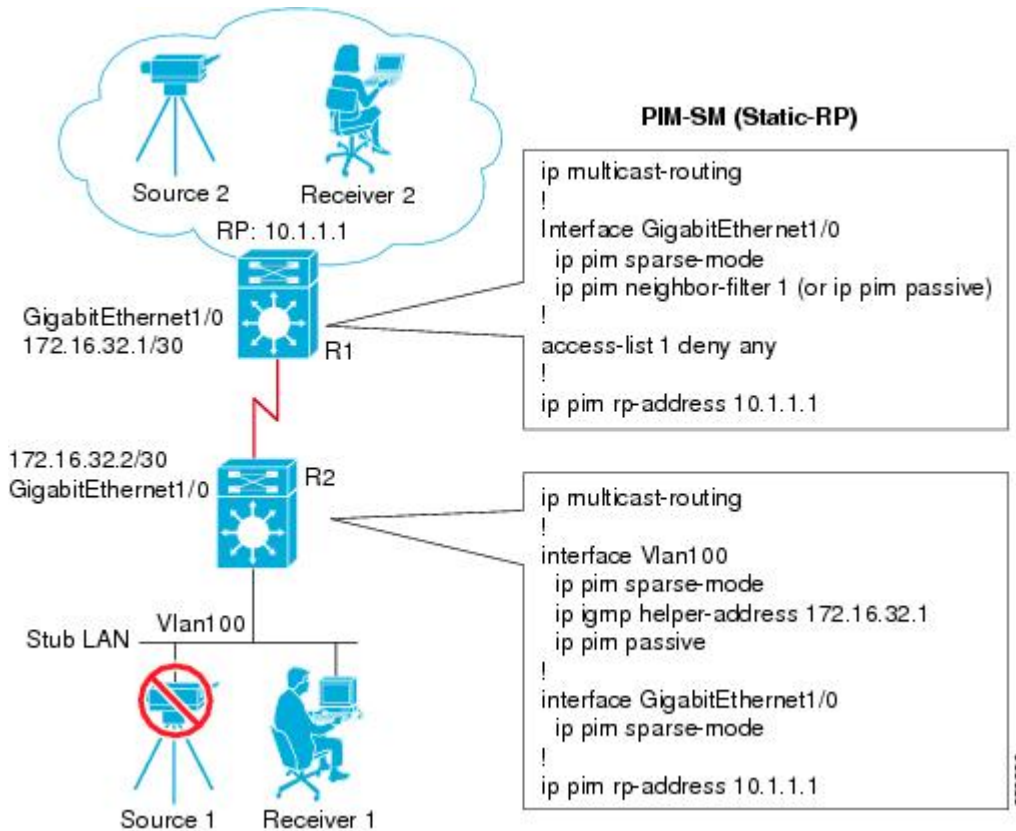 Source 2
Receiver 2
RP: 10.1.1.1
GigabitEthernet1/0
172.16.32.1/30
R1
172.16.32.2/30
GigabitEthernet1/0
R2
Vlan100
Stub LAN
Source 1
Receiver 1
PIM-SM (Static-RP)
ip multicast-routing
!
Interface GigabitEthernet1/0
ip pim sparse-mode
ip pim neighbor-filter 1 (or ip pim passive)
!
access-list 1 deny any
!
ip pim rp-address 10.1.1.1
ip multicast-routing
!
interface Vlan100
ip pim sparse-mode
ip igmp helper-address 172.16.32.1
ip pim passive
!
interface GigabitEthernet1/0
ip pim sparse-mode
!
ip pim rp-address 10.1.1.1